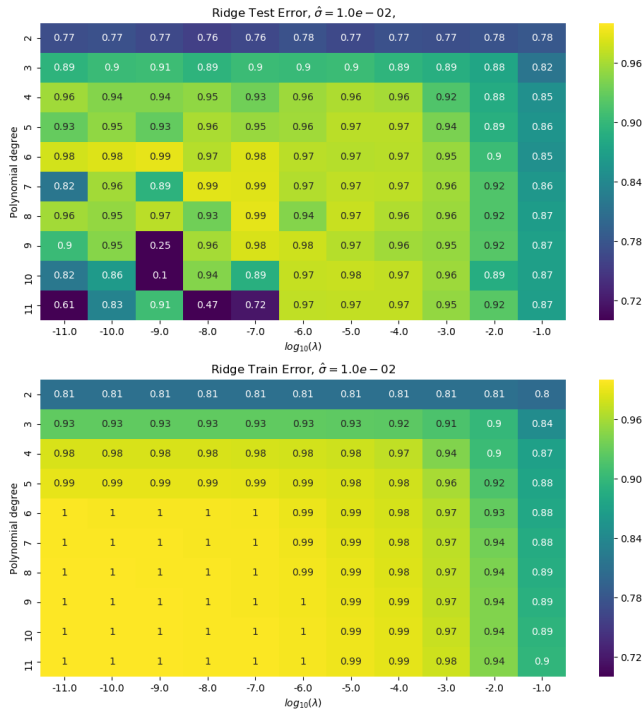 Ridge Test Error, σ̂ = 1.0e − 02,
Polynomial degree
2 0.77 0.77 0.77 0.76 0.76 0.78 0.77 0.77 0.77 0.78 0.78
3 0.89 0.9 0.91 0.89 0.9 0.9 0.9 0.89 0.89 0.88 0.82
4 0.96 0.94 0.94 0.95 0.93 0.96 0.96 0.96 0.92 0.88 0.85
5 0.93 0.95 0.93 0.96 0.95 0.96 0.97 0.97 0.94 0.89 0.86
6 0.98 0.98 0.99 0.97 0.98 0.97 0.97 0.97 0.95 0.9 0.85
7 0.82 0.96 0.89 0.99 0.99 0.97 0.97 0.97 0.96 0.92 0.86
8 0.96 0.95 0.97 0.93 0.99 0.94 0.97 0.96 0.96 0.92 0.87
9 0.9 0.95 0.25 0.96 0.98 0.98 0.97 0.96 0.95 0.92 0.87
10 0.82 0.86 0.1 0.94 0.89 0.97 0.98 0.97 0.96 0.89 0.87
11 0.61 0.83 0.91 0.47 0.72 0.97 0.97 0.97 0.95 0.92 0.87
-11.0 -10.0 -9.0 -8.0 -7.0 -6.0 -5.0 -4.0 -3.0 -2.0 -1.0
log10(λ)
0.96
0.90
0.84
0.78
0.72
Ridge Train Error, σ̂ = 1.0e − 02
Polynomial degree
2 0.81 0.81 0.81 0.81 0.81 0.81 0.81 0.81 0.81 0.81 0.8
3 0.93 0.93 0.93 0.93 0.93 0.93 0.93 0.92 0.91 0.9 0.84
4 0.98 0.98 0.98 0.98 0.98 0.98 0.97 0.97 0.94 0.9 0.87
5 0.99 0.99 0.99 0.99 0.99 0.99 0.98 0.98 0.96 0.92 0.88
6 1 1 1 1 1 0.99 0.99 0.98 0.97 0.93 0.88
7 1 1 1 1 1 0.99 0.99 0.98 0.97 0.94 0.88
8 1 1 1 1 1 0.99 0.99 0.98 0.97 0.94 0.89
9 1 1 1 1 1 1 0.99 0.99 0.97 0.94 0.89
10 1 1 1 1 1 1 0.99 0.99 0.97 0.94 0.89
11 1 1 1 1 1 1 0.99 0.99 0.98 0.94 0.9
-11.0 -10.0 -9.0 -8.0 -7.0 -6.0 -5.0 -4.0 -3.0 -2.0 -1.0
log10(λ)
0.96
0.90
0.84
0.78
0.72